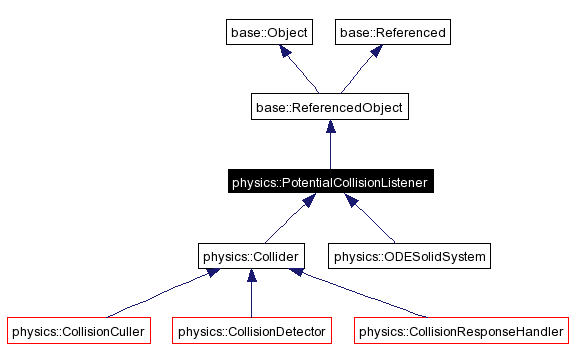 base::Object
base::Referenced
base::ReferencedObject
physics::PotentialCollisionListener
physics::Collider
physics::ODESolidSystem
physics::CollisionCuller
physics::CollisionDetector
physics::CollisionResponseHandler